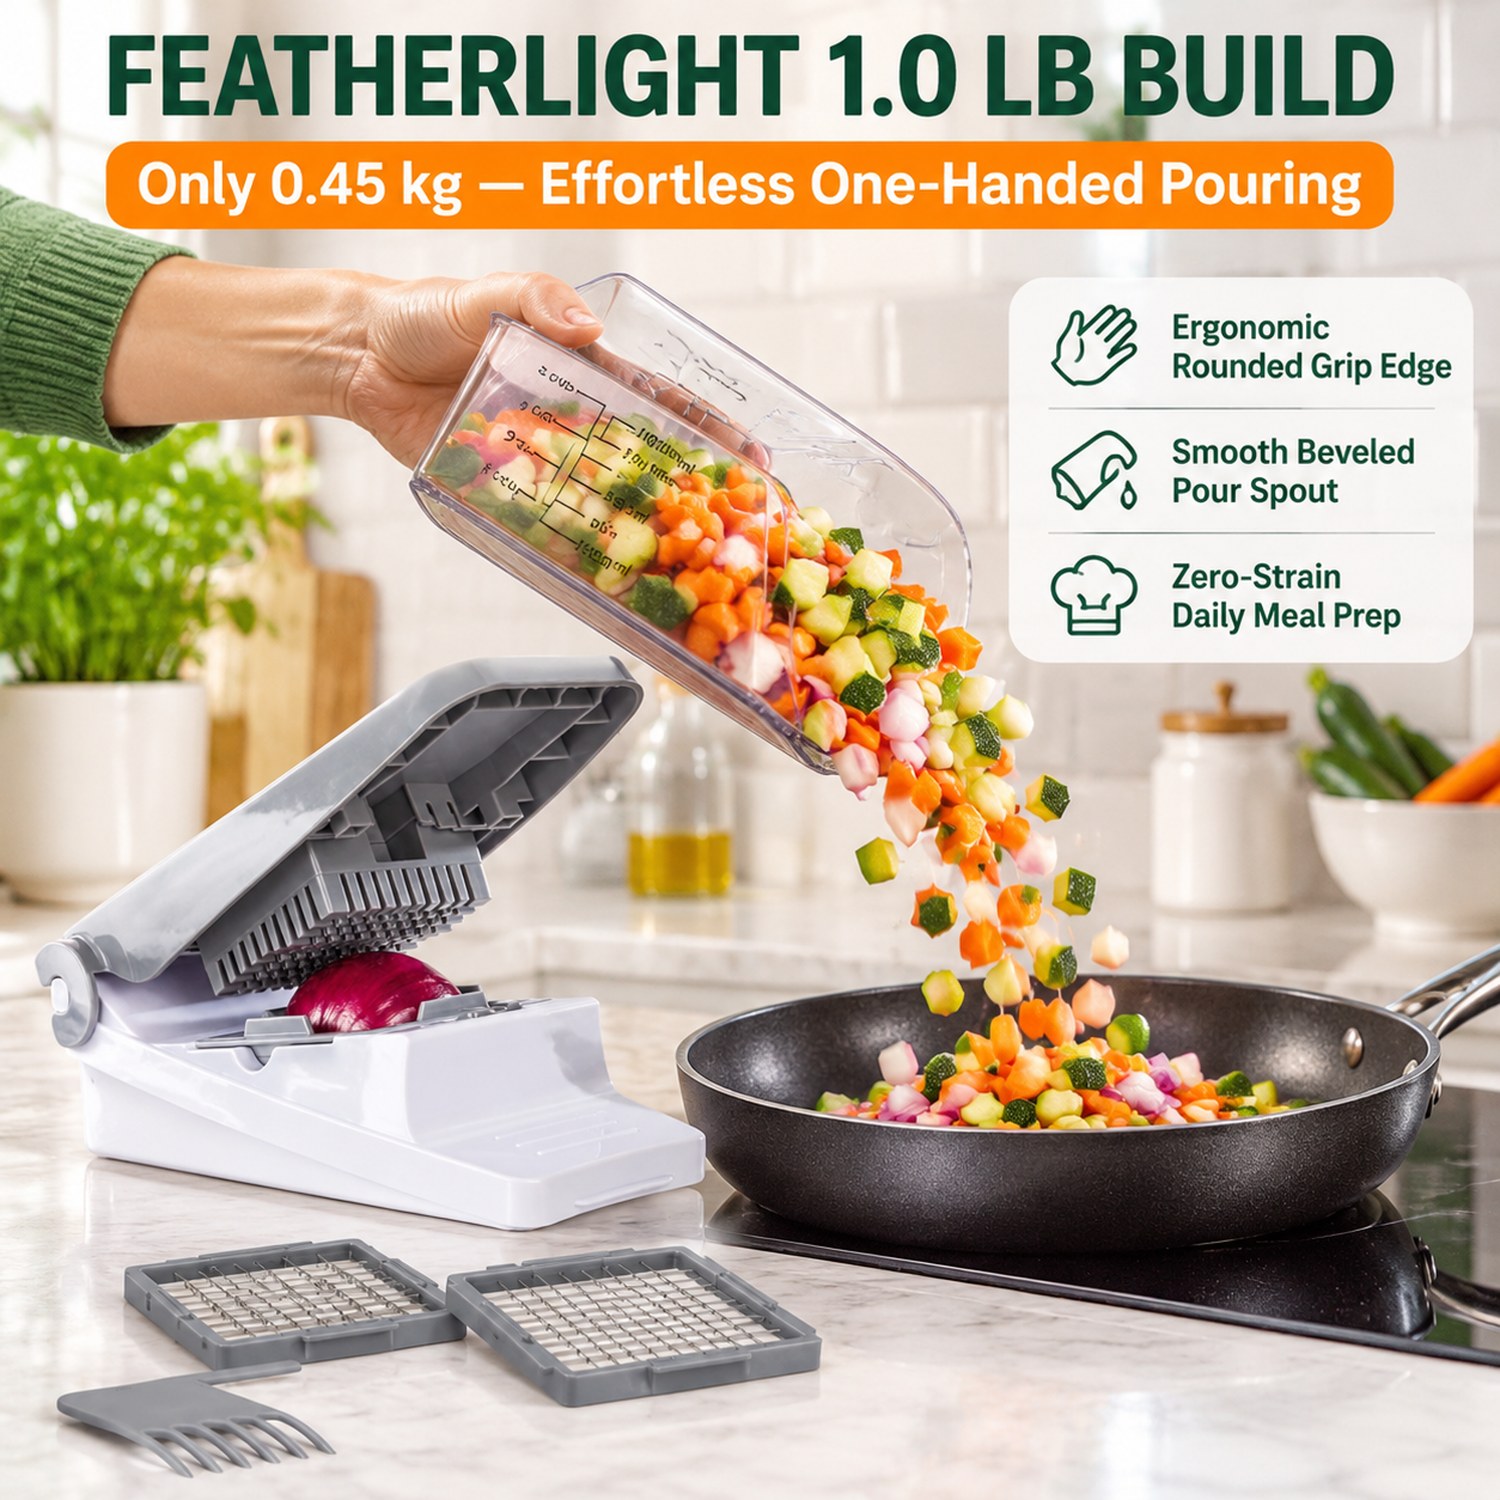 FEATHERLIGHT 1.0 LB BUILD
Only 0.45 kg — Effortless One-Handed Pouring
Ergonomic
Rounded Grip Edge
Smooth Beveled
Pour Spout
Zero-Strain
Daily Meal Prep